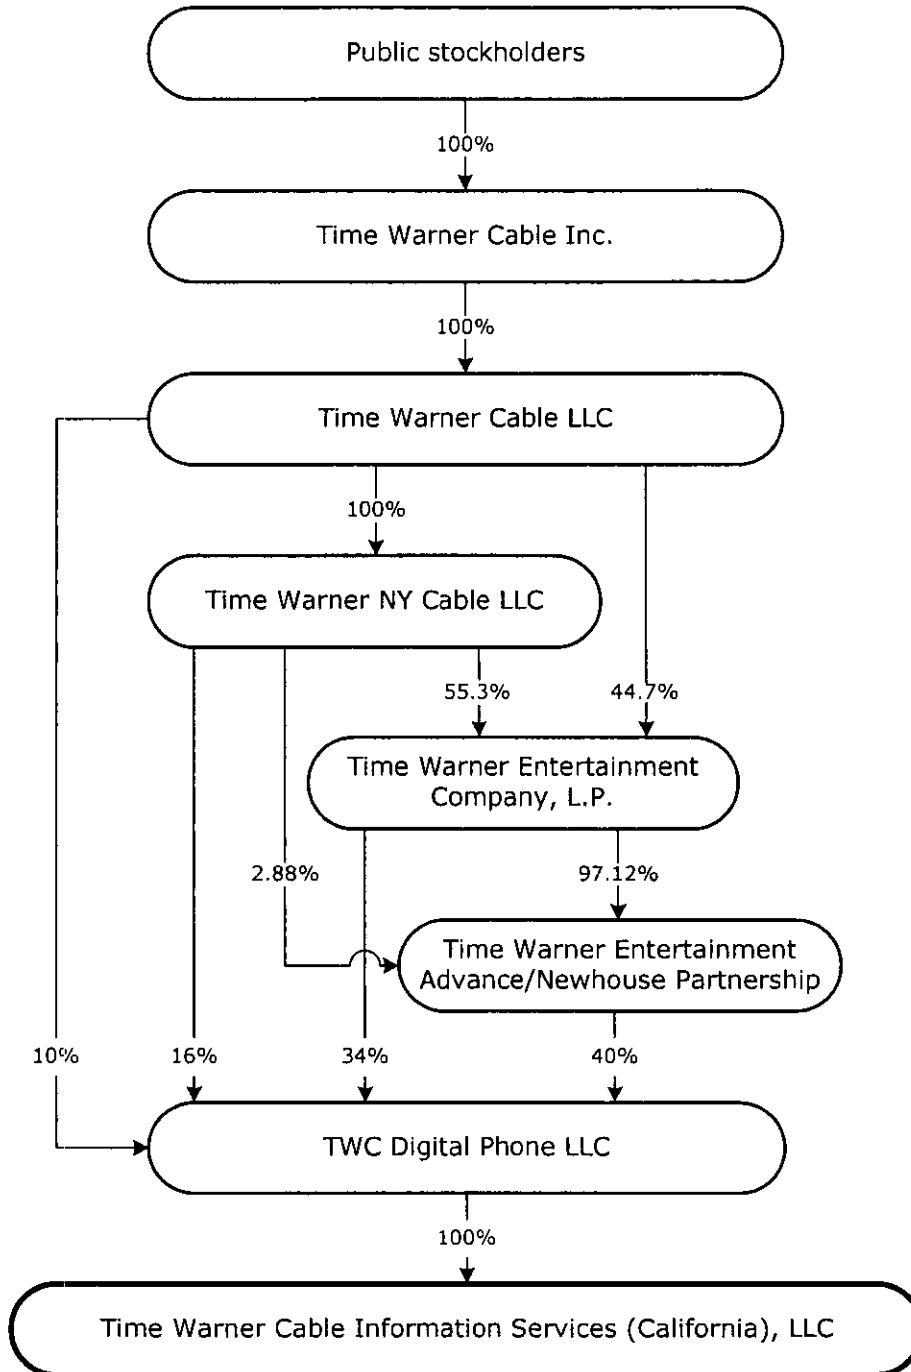 Public stockholders
100%
Time Warner Cable Inc.
100%
Time Warner Cable LLC
100%
Time Warner NY Cable LLC
55.3%
44.7%
Time Warner Entertainment
Company, L.P.
2.88%
97.12%
Time Warner Entertainment
Advance/Newhouse Partnership
10%
16%
34%
40%
TWC Digital Phone LLC
100%
Time Warner Cable Information Services (California), LLC